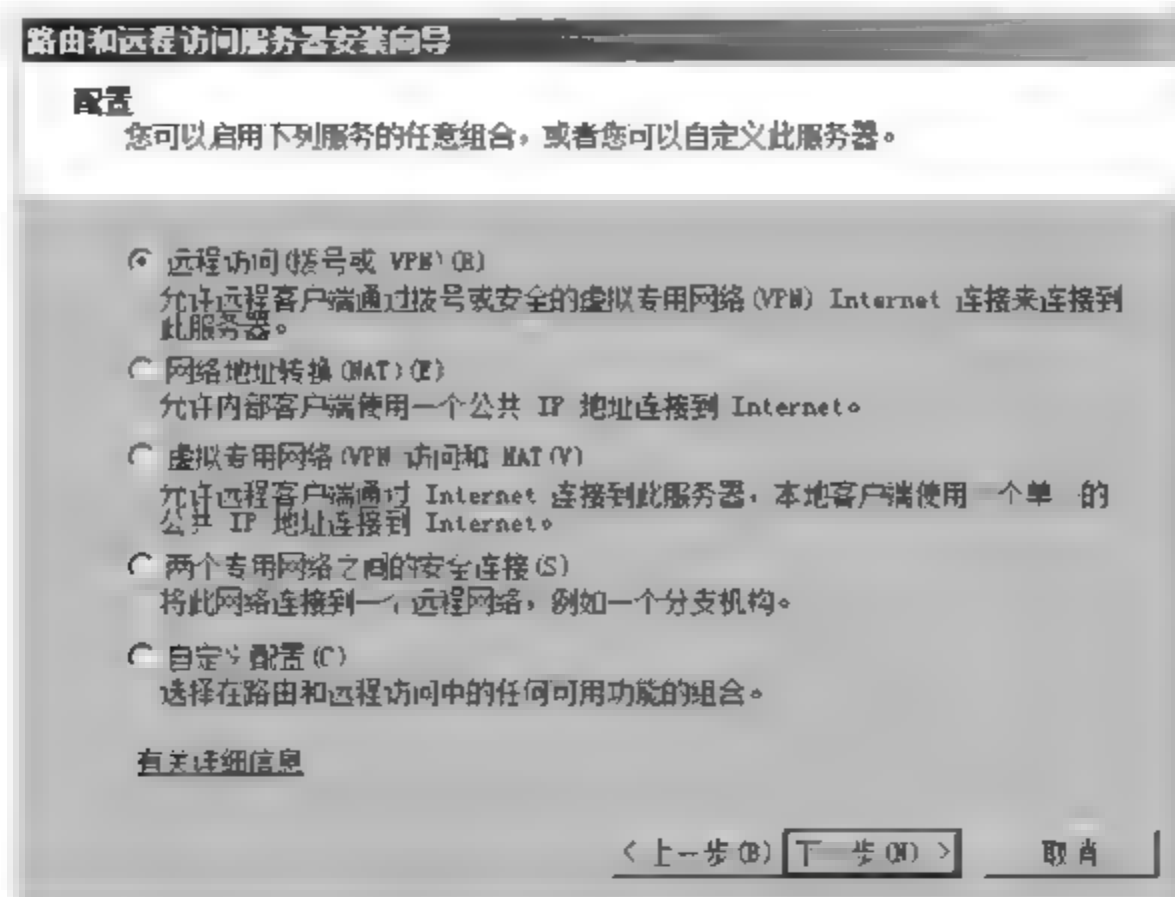 路由和远程访问服务器安装向导
配置
您可以启用下列服务的任意组合，或者您可以自定义此服务器。
远程访问(拨号或 VPN)(R)
允许远程客户端通过拨号或安全的虚拟专用网络(VPN) Internet 连接来连接到
此服务器。
网络地址转换(NAT)(E)
允许内部客户端使用一个公共 IP 地址连接到 Internet。
虚拟专用网络(VPN 访问和 NAT(V)
允许远程客户端通过 Internet 连接到此服务器，本地客户端使用一个单一的
公共 IP 地址连接到 Internet。
两个专用网络之间的安全连接(S)
将此网络连接到一个远程网络，例如一个分支机构。
自定义配置(C)
选择在路由和远程访问中的任何可用功能的组合。
有关详细信息
< 上一步(B) 下一步(N) > 取消